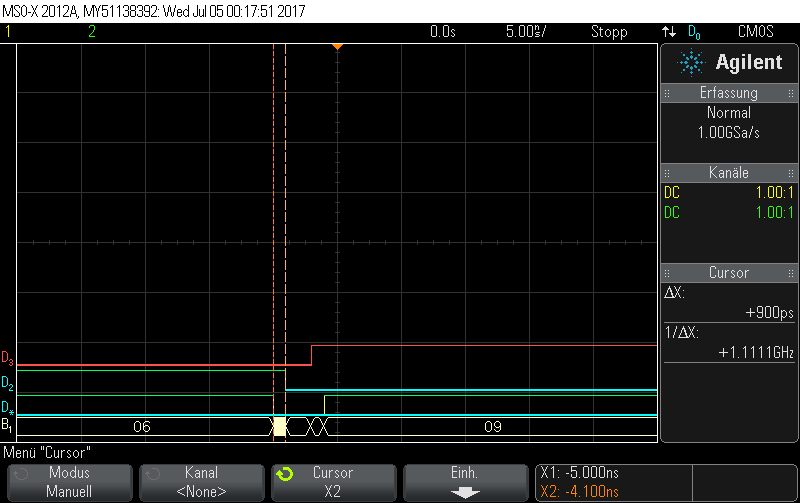 MSO-X 2012A, MY51138392: Wed Jul 05 00:17:51 2017
1 2 0.0s 5.00ns/ Stopp D0 CMOS
Agilent
Erfassung
Normal
1.00GSa/s
Kanäle
DC 1.00:1
DC 1.00:1
Cursor
ΔX:
+900ps
1/ΔX:
+1.1111GHz
D3
D2
D*
B1 06 09
Menü "Cursor"
Modus
Manuell
Kanal
<None>
Cursor
X2
Einh.
X1: -5.000ns
X2: -4.100ns